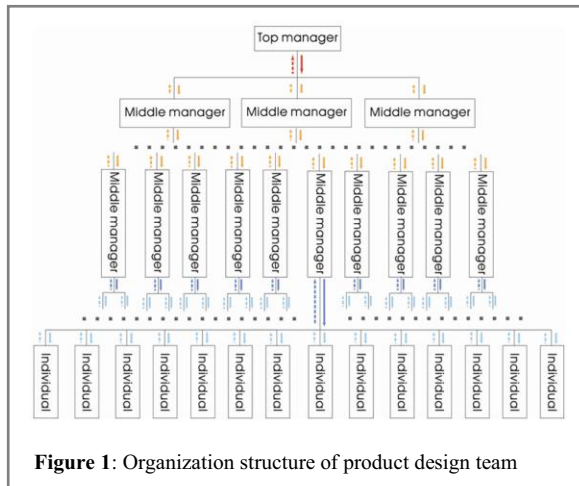 Top manager
Middle manager
Middle manager
Middle manager
Middle manager
Middle manager
Middle manager
Middle manager
Middle manager
Middle manager
Middle manager
Middle manager
Middle manager
Middle manager
Individual
Individual
Individual
Individual
Individual
Individual
Individual
Individual
Individual
Individual
Individual
Individual
Individual
Individual
Figure 1: Organization structure of product design team